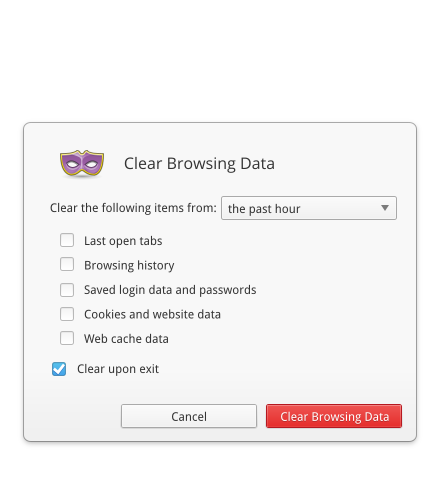 Clear Browsing Data
Clear the following items from: the past hour
Last open tabs
Browsing history
Saved login data and passwords
Cookies and website data
Web cache data
Clear upon exit
Cancel Clear Browsing Data